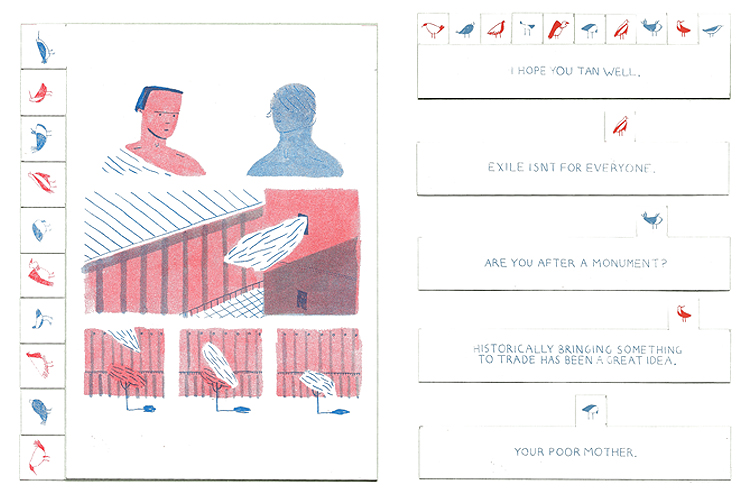 I HOPE YOU TAN WELL.
EXILE ISNT FOR EVERYONE.
ARE YOU AFTER A MONUMENT?
HISTORICALLY BRINGING SOMETHING
TO TRADE HAS BEEN A GREAT IDEA.
YOUR POOR MOTHER.